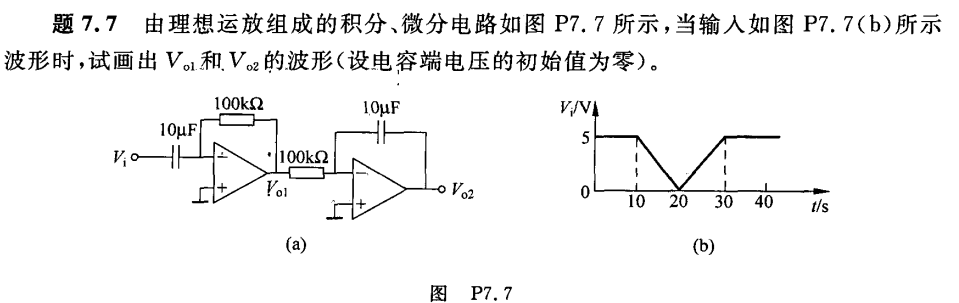 题 7.7 由理想运放组成的积分、微分电路如图 P7.7 所示,当输入如图 P7.7(b)所示
波形时,试画出 Vo1 和 Vo2 的波形(设电容端电压的初始值为零)。
100kΩ
10μF
10μF
Vi
−
+
Vo1
100kΩ
−
+
Vo2
(a)
Vi/V
5
0
10 20 30 40 t/s
(b)
图 P7.7